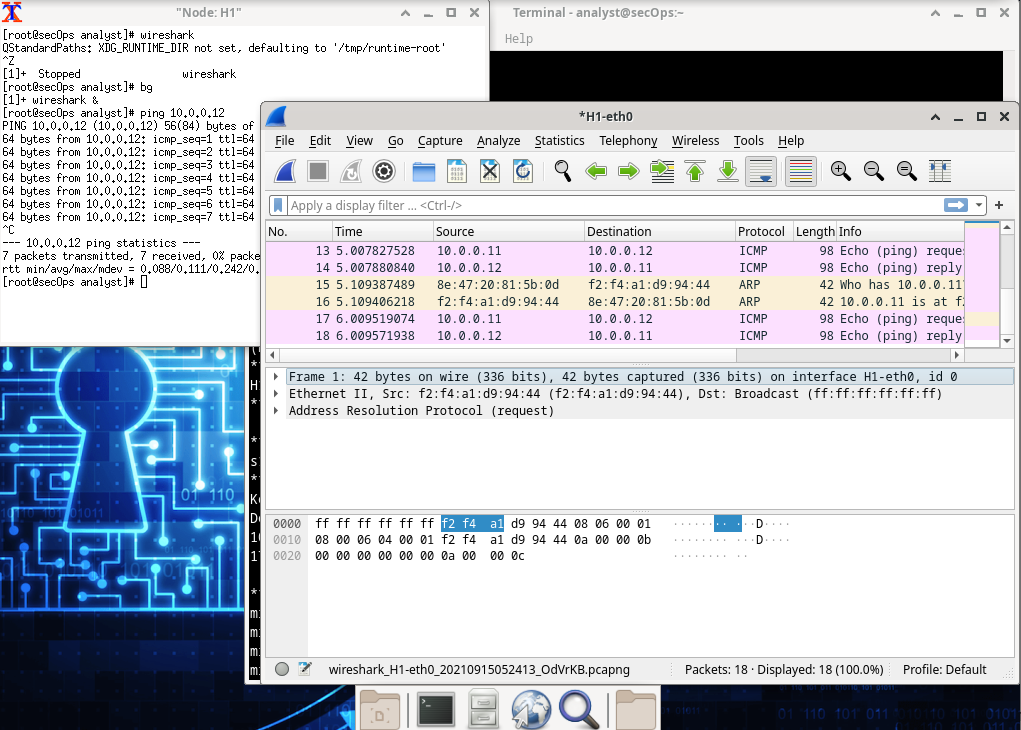 "Node: H1"
[root@secOps analyst]# wireshark
QStandardPaths: XDG_RUNTIME_DIR not set, defaulting to '/tmp/runtime-root'
^Z
[1]+  Stopped                 wireshark
[root@secOps analyst]# bg
[1]+ wireshark &
[root@secOps analyst]# ping 10.0.0.12
PING 10.0.0.12 (10.0.0.12) 56(84) bytes of
64 bytes from 10.0.0.12: icmp_seq=1 ttl=64
64 bytes from 10.0.0.12: icmp_seq=2 ttl=64
64 bytes from 10.0.0.12: icmp_seq=3 ttl=64
64 bytes from 10.0.0.12: icmp_seq=4 ttl=64
64 bytes from 10.0.0.12: icmp_seq=5 ttl=64
64 bytes from 10.0.0.12: icmp_seq=6 ttl=64
64 bytes from 10.0.0.12: icmp_seq=7 ttl=64
^C
--- 10.0.0.12 ping statistics ---
7 packets transmitted, 7 received, 0% packe
rtt min/avg/max/mdev = 0.088/0.111/0.242/0.
[root@secOps analyst]#
Terminal - analyst@secOps:~
Help
*H1-eth0
File Edit View Go Capture Analyze Statistics Telephony Wireless Tools Help
Apply a display filter ... <Ctrl-/>
No. Time Source Destination Protocol Length Info
13 5.007827528 10.0.0.11 10.0.0.12 ICMP 98 Echo (ping) reque
14 5.007880840 10.0.0.12 10.0.0.11 ICMP 98 Echo (ping) reply
15 5.109387489 8e:47:20:81:5b:0d f2:f4:a1:d9:94:44 ARP 42 Who has 10.0.0.11
16 5.109406218 f2:f4:a1:d9:94:44 8e:47:20:81:5b:0d ARP 42 10.0.0.11 is at f
17 6.009519074 10.0.0.11 10.0.0.12 ICMP 98 Echo (ping) reque
18 6.009571938 10.0.0.12 10.0.0.11 ICMP 98 Echo (ping) reply
Frame 1: 42 bytes on wire (336 bits), 42 bytes captured (336 bits) on interface H1-eth0, id 0
Ethernet II, Src: f2:f4:a1:d9:94:44 (f2:f4:a1:d9:94:44), Dst: Broadcast (ff:ff:ff:ff:ff:ff)
Address Resolution Protocol (request)
0000 ff ff ff ff ff ff f2 f4 a1 d9 94 44 08 06 00 01 ········ ···D····
0010 08 00 06 04 00 01 f2 f4 a1 d9 94 44 0a 00 00 0b ········ ···D····
0020 00 00 00 00 00 00 0a 00 00 0c ········ ··
wireshark_H1-eth0_20210915052413_OdVrKB.pcapng
Packets: 18 · Displayed: 18 (100.0%)
Profile: Default